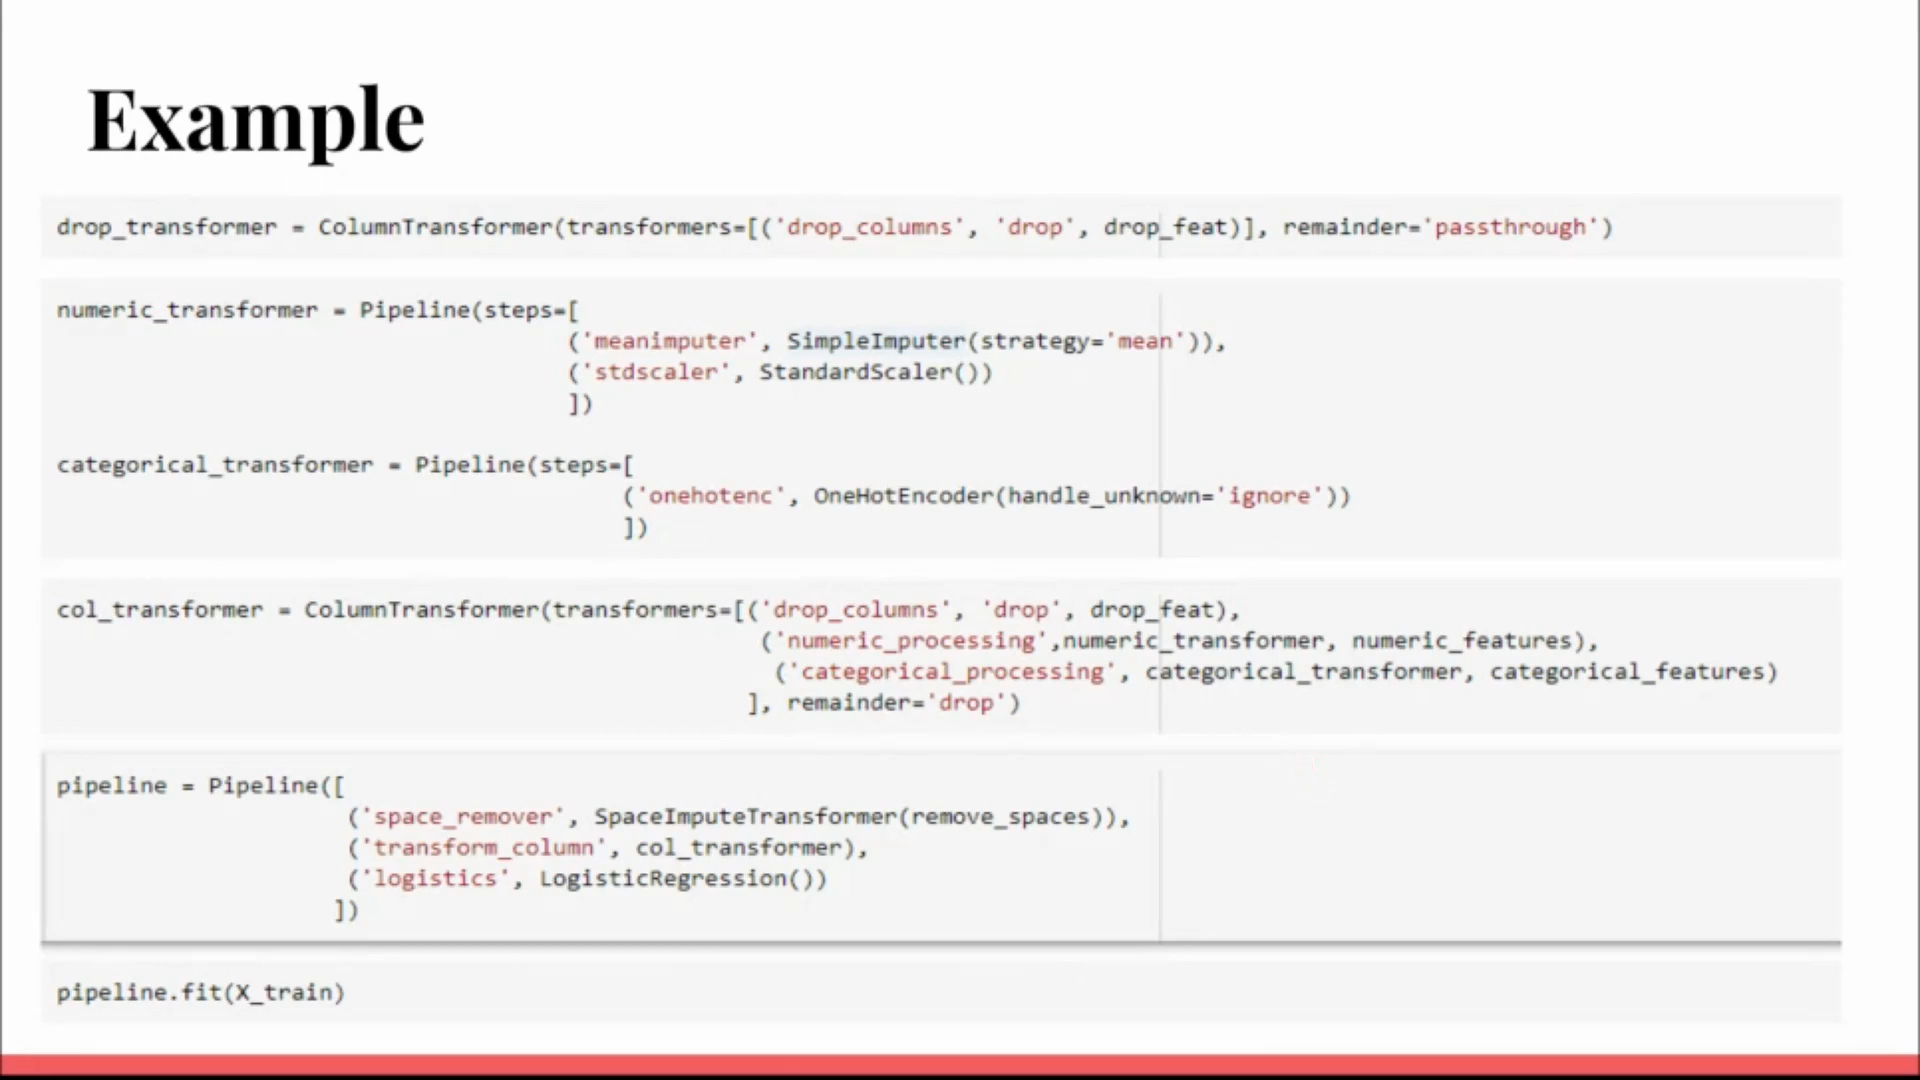 Example
drop_transformer = ColumnTransformer(transformers=[('drop_columns', 'drop', drop_feat)], remainder='passthrough')
numeric_transformer = Pipeline(steps=[
('meanimputer', SimpleImputer(strategy='mean')),
('stdscaler', StandardScaler())
])
categorical_transformer = Pipeline(steps=[
('onehotenc', OneHotEncoder(handle_unknown='ignore'))
])
col_transformer = ColumnTransformer(transformers=[('drop_columns', 'drop', drop_feat),
('numeric_processing',numeric_transformer, numeric_features),
('categorical_processing', categorical_transformer, categorical_features)
], remainder='drop')
pipeline = Pipeline([
('space_remover', SpaceImputeTransformer(remove_spaces)),
('transform_column', col_transformer),
('logistics', LogisticRegression())
])
pipeline.fit(X_train)